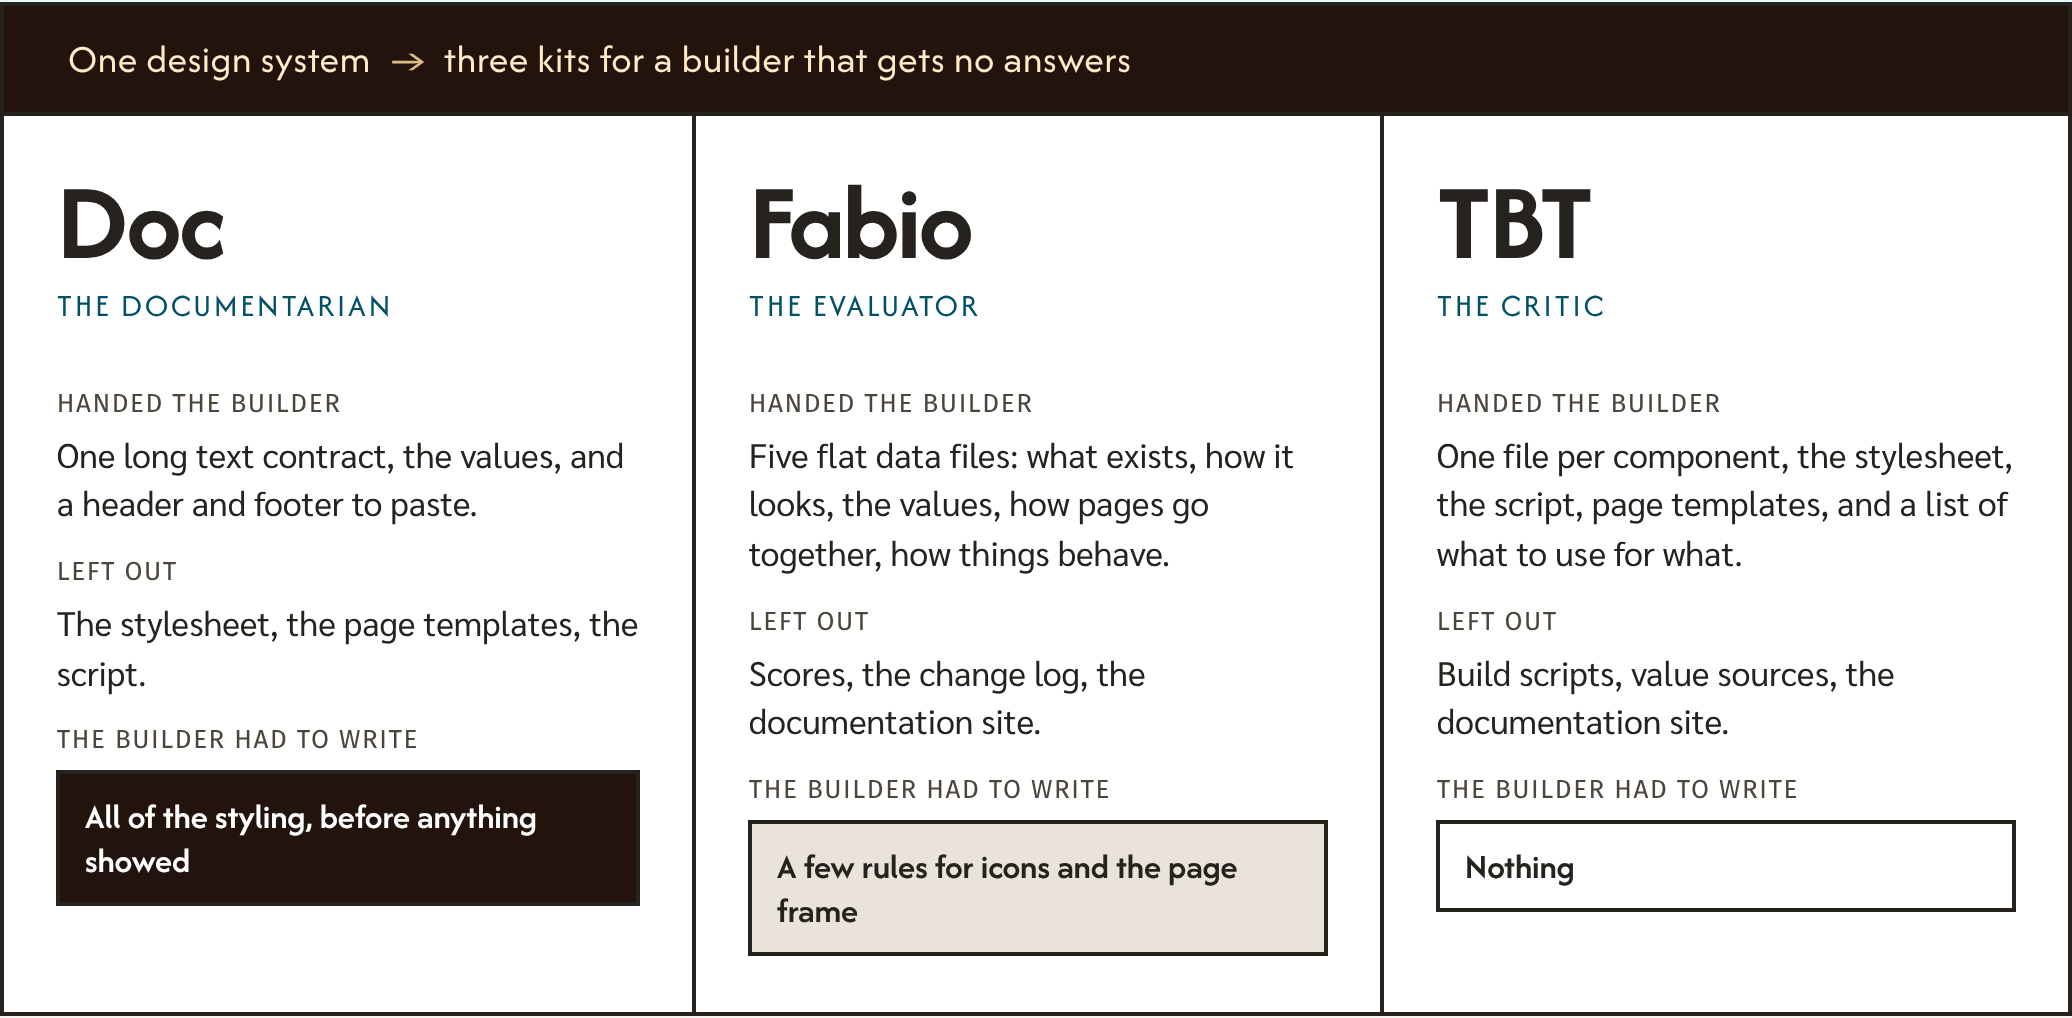 One design system → three kits for a builder that gets no answers
Doc
THE DOCUMENTARIAN
HANDED THE BUILDER
One long text contract, the values, and
a header and footer to paste.
LEFT OUT
The stylesheet, the page templates, the
script.
THE BUILDER HAD TO WRITE
All of the styling, before anything
showed
Fabio
THE EVALUATOR
HANDED THE BUILDER
Five flat data files: what exists, how it
looks, the values, how pages go
together, how things behave.
LEFT OUT
Scores, the change log, the
documentation site.
THE BUILDER HAD TO WRITE
A few rules for icons and the page
frame
TBT
THE CRITIC
HANDED THE BUILDER
One file per component, the stylesheet,
the script, page templates, and a list of
what to use for what.
LEFT OUT
Build scripts, value sources, the
documentation site.
THE BUILDER HAD TO WRITE
Nothing